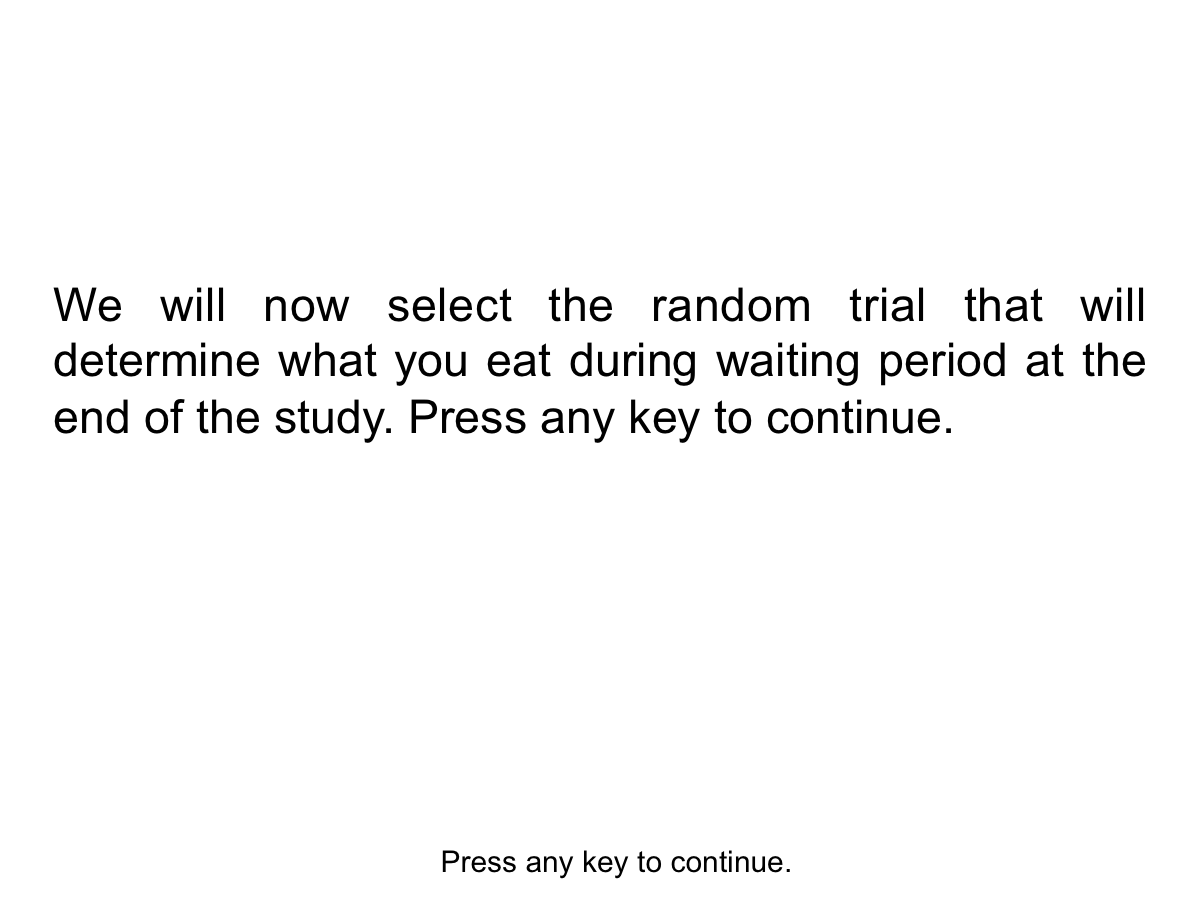 We will now select the random trial that will
determine what you eat during waiting period at the
end of the study. Press any key to continue.
Press any key to continue.